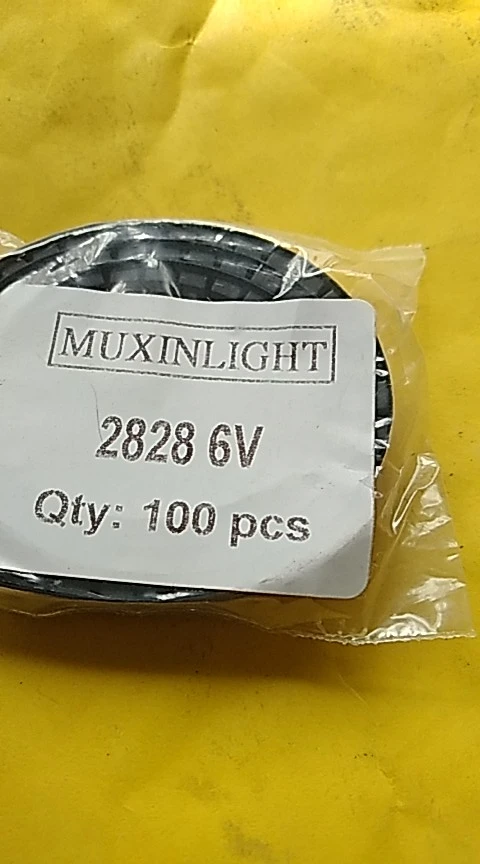 MUXINLIGHT
2828 6V
Qty: 100 pcs